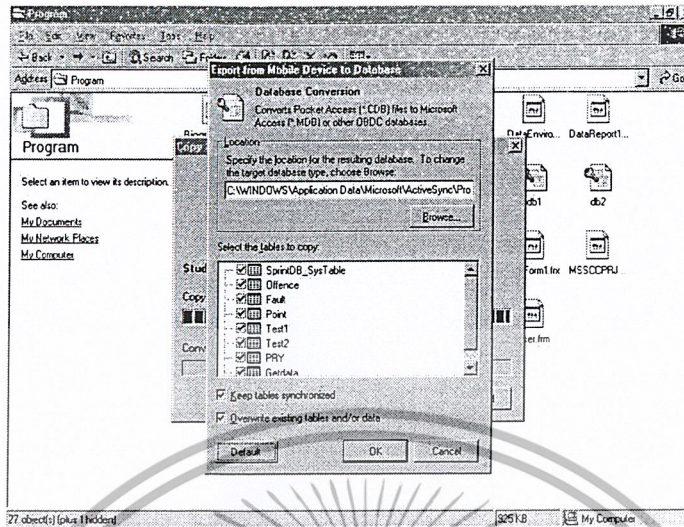 Program
File Edit View Favorites Tools Help
Back Search Folders
Address Program Go
Export from Mobile Device to Database
Database Conversion
Converts Pocket Access (*.CDB) files to Microsoft
Access (*.MDB) or other OBDC databases.
Location
Specify the location for the resulting database. To change
the target database type, choose Browse:
C:\WINDOWS\Application Data\Microsoft\ActiveSync\Pro
Browse...
Select the tables to copy:
SprintDB_SysTable
Offence
Fault
Point
Test1
Test2
PRY
Getdata
Keep tables synchronized
Overwrite existing tables and/or data
Default OK Cancel
Program
Select an item to view its description.
See also:
My Documents
My Network Places
My Computer
Copy
Stud
Copy
Conv
DataEnviro... DataReport1...
db1 db2
Form1.frx MSSCCPRJ...
er.frm
27 object(s) (plus 1 hidden) 925 KB My Computer